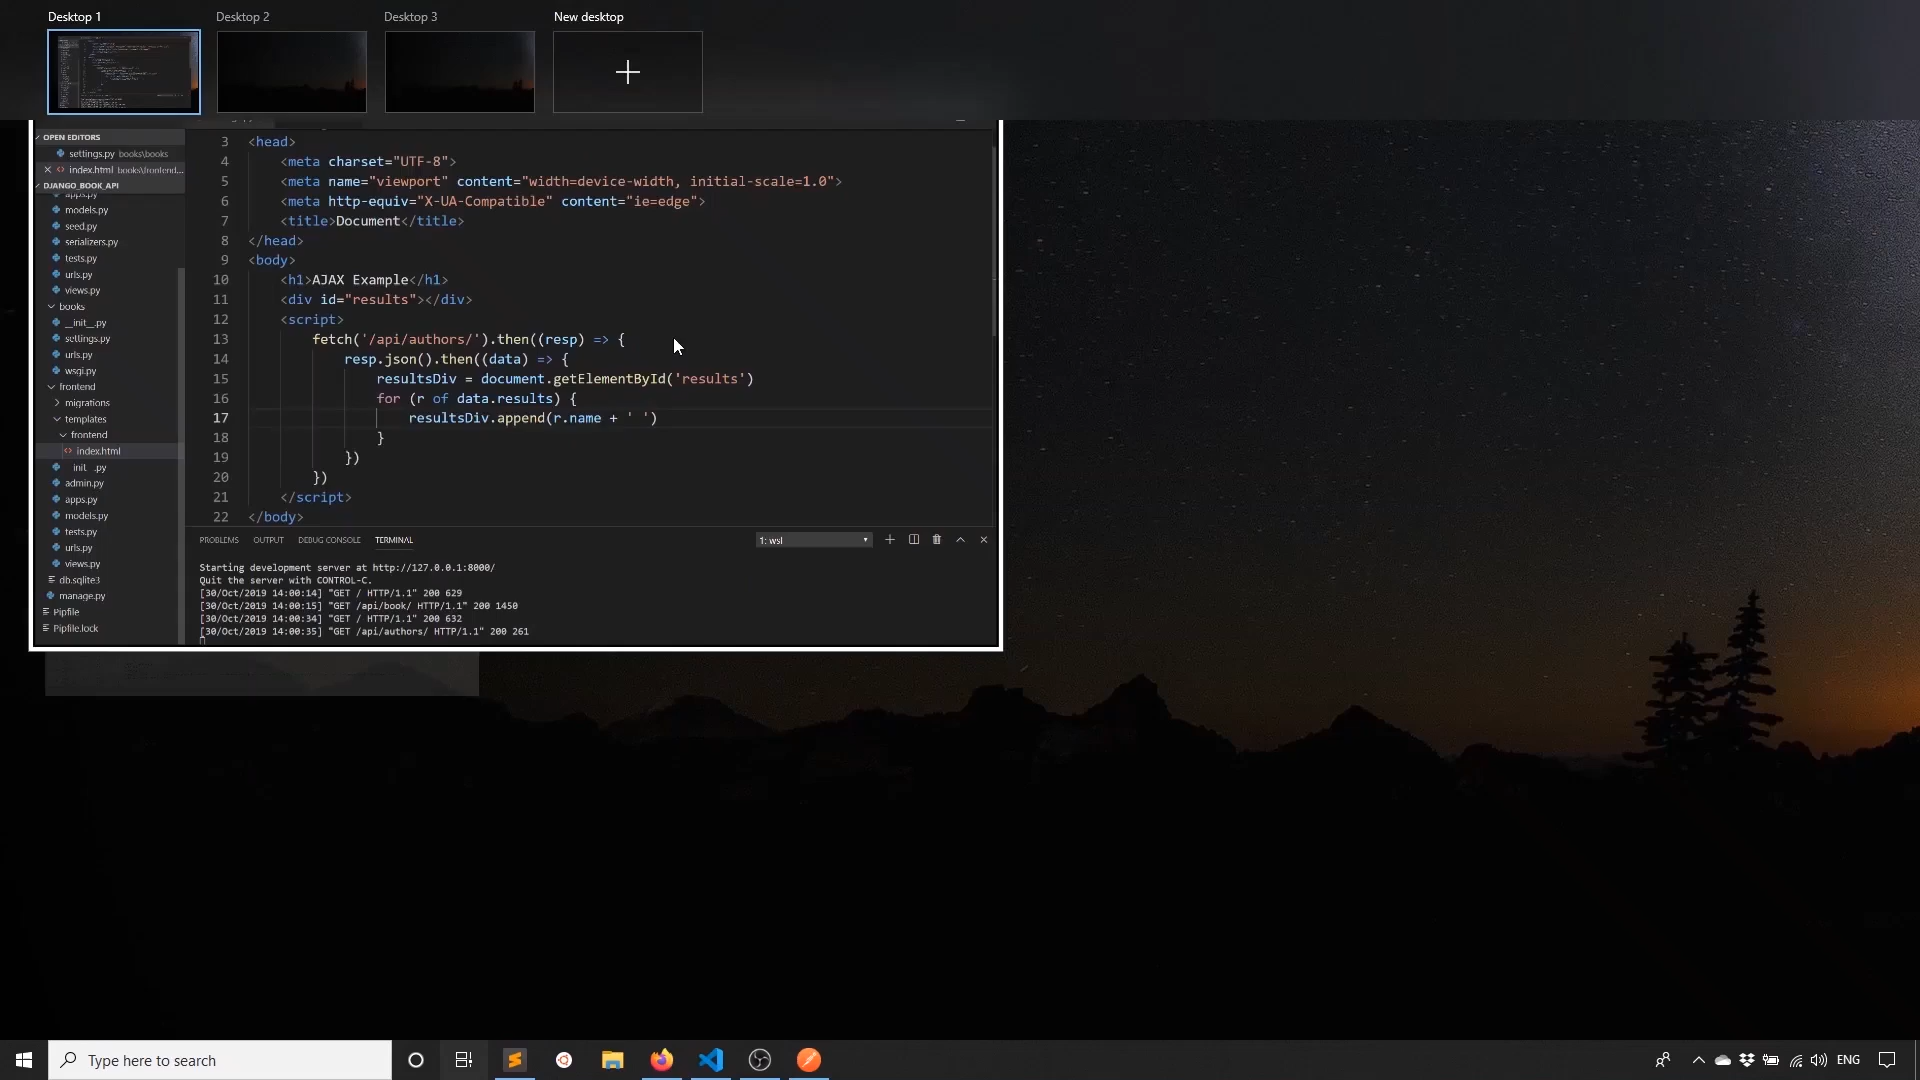 Desktop 1
Desktop 2
Desktop 3
New desktop
OPEN EDITORS
settings.py books\books
index.html books\frontend...
DJANGO_BOOK_API
apps.py
models.py
seed.py
serializers.py
tests.py
urls.py
views.py
books
__init__.py
settings.py
urls.py
wsgi.py
frontend
migrations
templates
frontend
index.html
__init__.py
admin.py
apps.py
models.py
tests.py
urls.py
views.py
db.sqlite3
manage.py
Pipfile
Pipfile.lock
3 <head>
4 <meta charset="UTF-8">
5 <meta name="viewport" content="width=device-width, initial-scale=1.0">
6 <meta http-equiv="X-UA-Compatible" content="ie=edge">
7 <title>Document</title>
8 </head>
9 <body>
10 <h1>AJAX Example</h1>
11 <div id="results"></div>
12 <script>
13 fetch('/api/authors/').then((resp) => {
14 resp.json().then((data) => {
15 resultsDiv = document.getElementById('results')
16 for (r of data.results) {
17 resultsDiv.append(r.name + ' ')
18 }
19 })
20 })
21 </script>
22 </body>
PROBLEMS OUTPUT DEBUG CONSOLE TERMINAL 1: wsl
Starting development server at http://127.0.0.1:8000/
Quit the server with CONTROL-C.
[30/Oct/2019 14:00:14] "GET / HTTP/1.1" 200 629
[30/Oct/2019 14:00:15] "GET /api/book/ HTTP/1.1" 200 1450
[30/Oct/2019 14:00:34] "GET / HTTP/1.1" 200 632
[30/Oct/2019 14:00:35] "GET /api/authors/ HTTP/1.1" 200 261
Type here to search
ENG